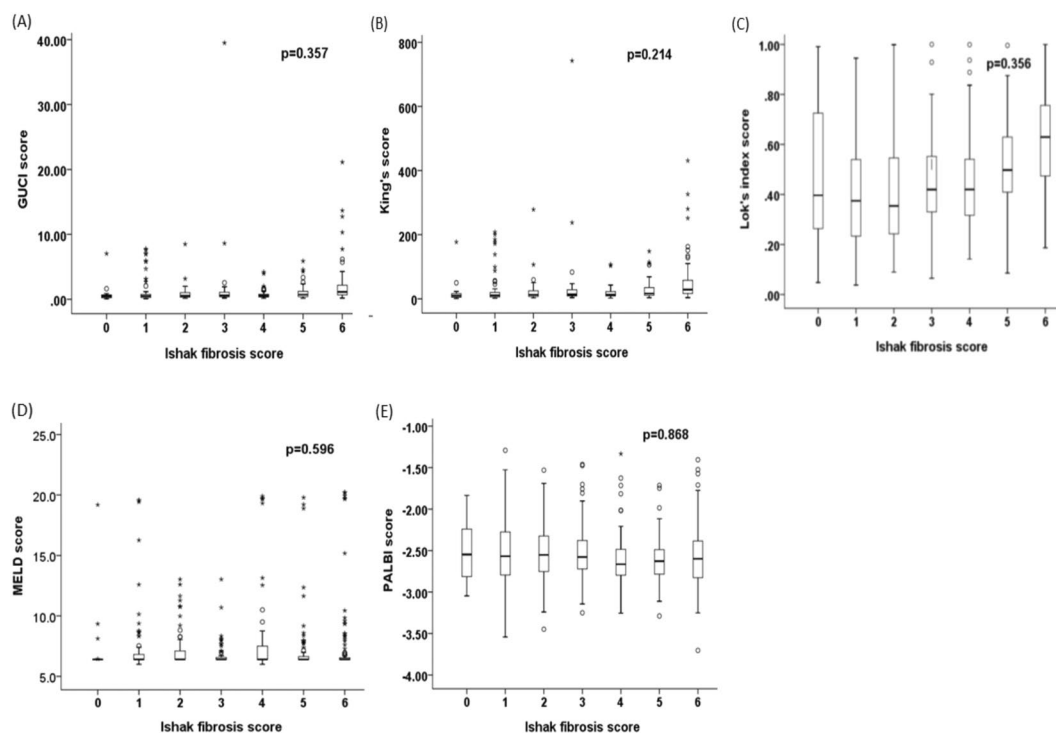 (A)
p=0.357
GUCI score
40.00
30.00
20.00
10.00
.00
0 1 2 3 4 5 6
Ishak fibrosis score
(B)
p=0.214
King's score
800
600
400
200
0
0 1 2 3 4 5 6
Ishak fibrosis score
(C)
p=0.356
Lok's index score
1.00
.80
.60
.40
.20
.00
0 1 2 3 4 5 6
Ishak fibrosis score
(D)
p=0.596
MELD score
25.0
20.0
15.0
10.0
5.0
0 1 2 3 4 5 6
Ishak fibrosis score
(E)
p=0.868
PALBI score
-1.00
-1.50
-2.00
-2.50
-3.00
-3.50
-4.00
0 1 2 3 4 5 6
Ishak fibrosis score